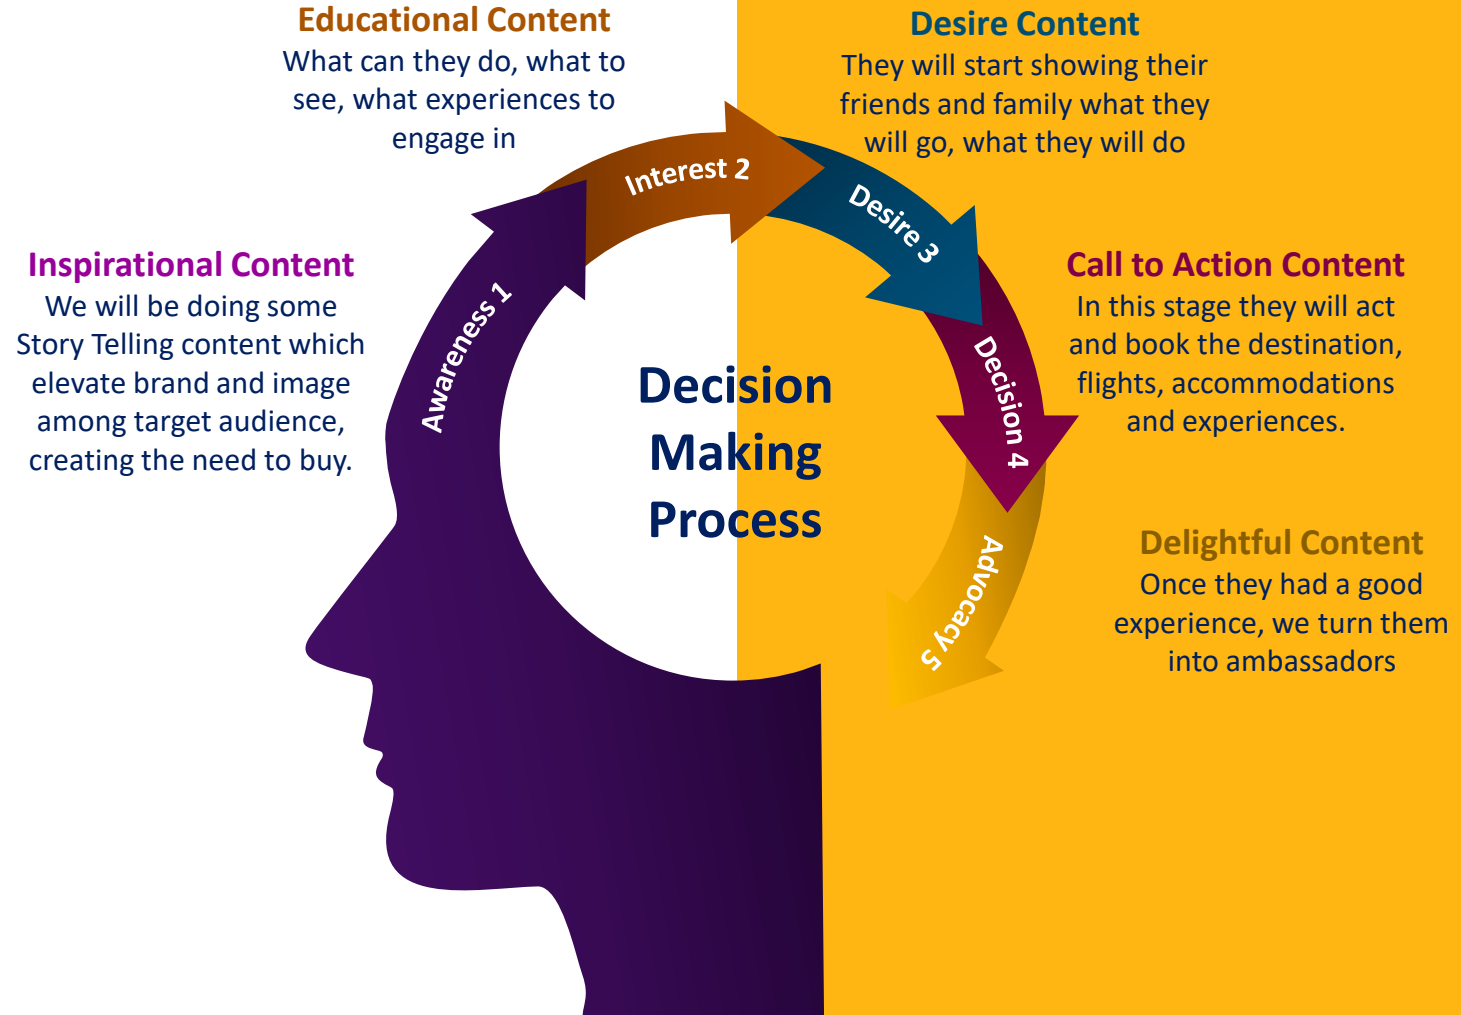 Educational Content
What can they do, what to
see, what experiences to
engage in
Desire Content
They will start showing their
friends and family what they
will go, what they will do
Inspirational Content
We will be doing some
Story Telling content which
elevate brand and image
among target audience,
creating the need to buy.
Awareness 1
Interest 2
Desire 3
Decision 4
Advocacy 5
Decision
Making
Process
Call to Action Content
In this stage they will act
and book the destination,
flights, accommodations
and experiences.
Delightful Content
Once they had a good
experience, we turn them
into ambassadors